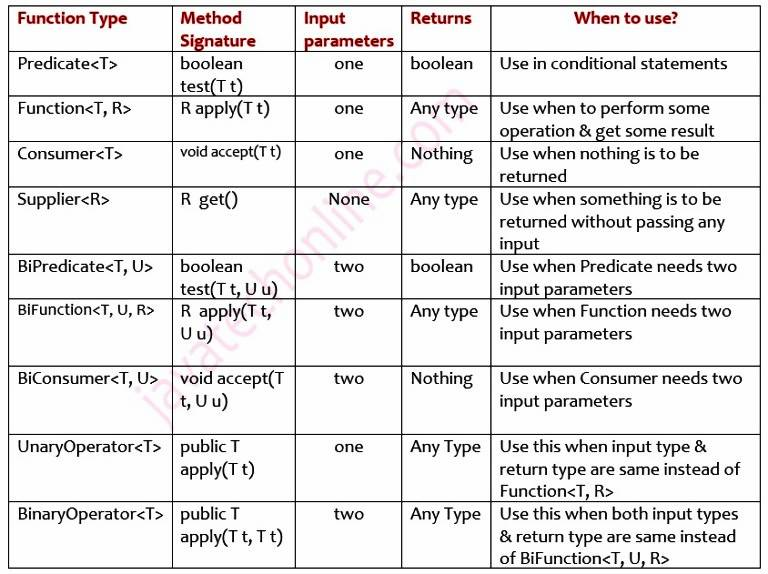 Function Type Method Signature Input parameters Returns When to use?
Predicate<T> boolean test(T t) one boolean Use in conditional statements
Function<T, R> R apply(T t) one Any type Use when to perform some operation & get some result
Consumer<T> void accept(T t) one Nothing Use when nothing is to be returned
Supplier<R> R get() None Any type Use when something is to be returned without passing any input
BiPredicate<T, U> boolean test(T t, U u) two boolean Use when Predicate needs two input parameters
BiFunction<T, U, R> R apply(T t, U u) two Any type Use when Function needs two input parameters
BiConsumer<T, U> void accept(T t, U u) two Nothing Use when Consumer needs two input parameters
UnaryOperator<T> public T apply(T t) one Any Type Use this when input type & return type are same instead of Function<T, R>
BinaryOperator<T> public T apply(T t, T t) two Any Type Use this when both input types & return type are same instead of BiFunction<T, U, R>
javatechonline.com